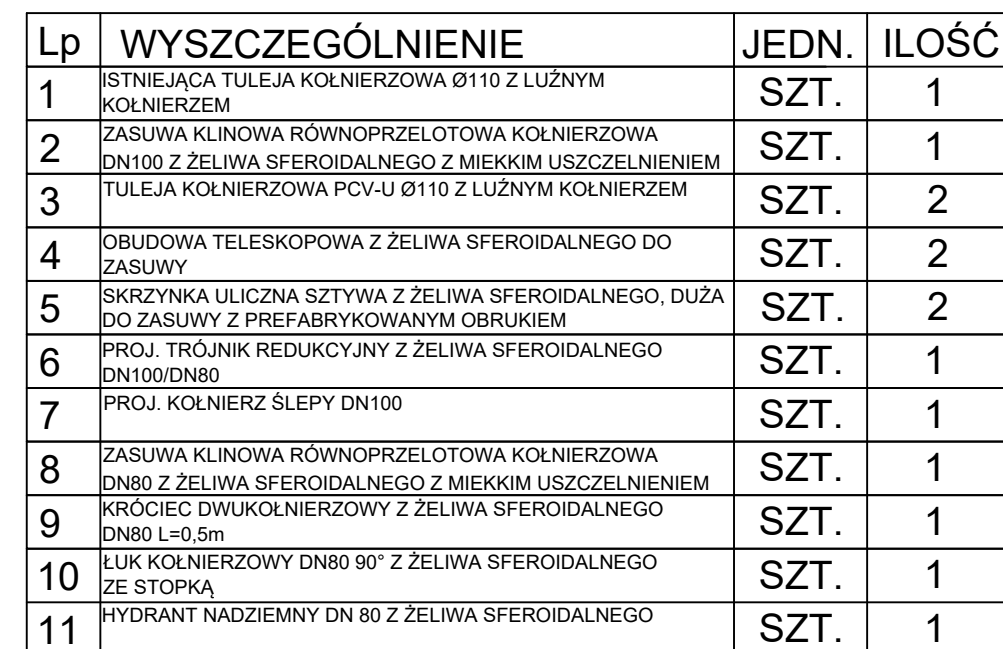 Lp WYSZCZEGÓLNIENIE JEDN. ILOŚĆ
1 ISTNIEJĄCA TULEJA KOŁNIERZOWA Ø110 Z LUŹNYM
KOŁNIERZEM SZT. 1
2 ZASUWA KLINOWA RÓWNOPRZELOTOWA KOŁNIERZOWA
DN100 Z ŻELIWA SFEROIDALNEGO Z MIEKKIM USZCZELNIENIEM SZT. 1
3 TULEJA KOŁNIERZOWA PCV-U Ø110 Z LUŹNYM KOŁNIERZEM SZT. 2
4 OBUDOWA TELESKOPOWA Z ŻELIWA SFEROIDALNEGO DO
ZASUWY SZT. 2
5 SKRZYNKA ULICZNA SZTYWA Z ŻELIWA SFEROIDALNEGO, DUŻA
DO ZASUWY Z PREFABRYKOWANYM OBRUKIEM SZT. 2
6 PROJ. TRÓJNIK REDUKCYJNY Z ŻELIWA SFEROIDALNEGO
DN100/DN80 SZT. 1
7 PROJ. KOŁNIERZ ŚLEPY DN100 SZT. 1
8 ZASUWA KLINOWA RÓWNOPRZELOTOWA KOŁNIERZOWA
DN80 Z ŻELIWA SFEROIDALNEGO Z MIEKKIM USZCZELNIENIEM SZT. 1
9 KRÓCIEC DWUKOŁNIERZOWY Z ŻELIWA SFEROIDALNEGO
DN80 L=0,5m SZT. 1
10 ŁUK KOŁNIERZOWY DN80 90° Z ŻELIWA SFEROIDALNEGO
ZE STOPKĄ SZT. 1
11 HYDRANT NADZIEMNY DN 80 Z ŻELIWA SFEROIDALNEGO SZT. 1